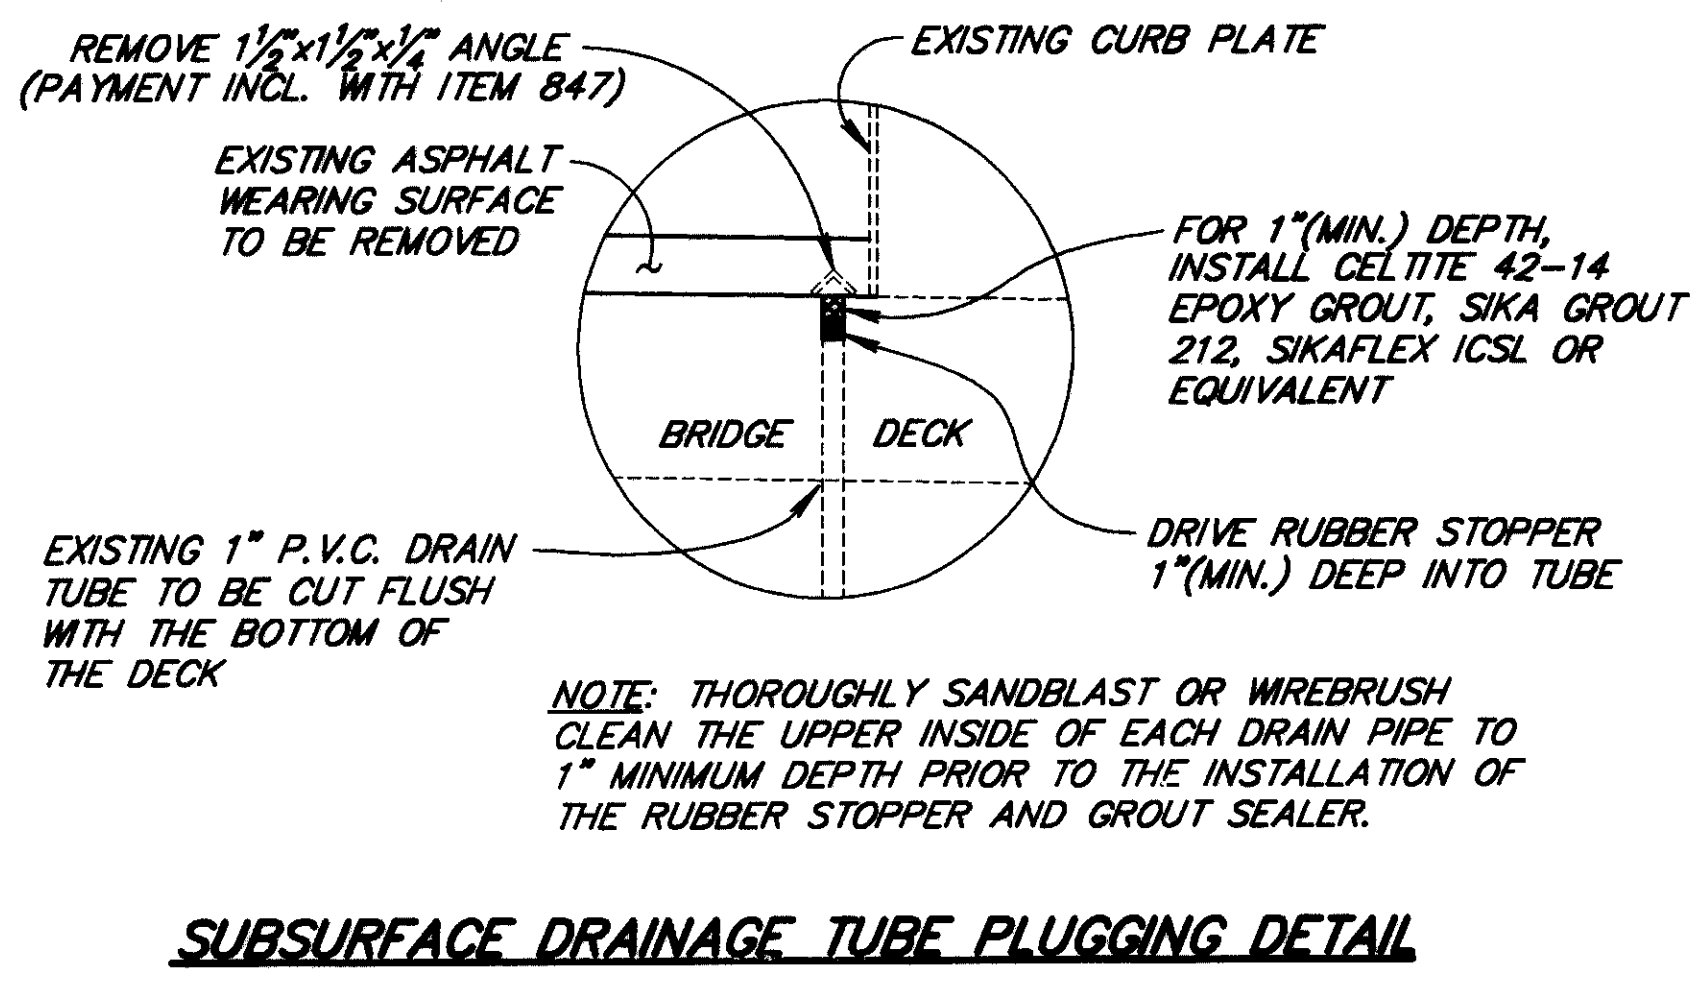 REMOVE 1 1/2"x1 1/2"x1/4" ANGLE
(PAYMENT INCL. WITH ITEM 847)
EXISTING CURB PLATE
EXISTING ASPHALT
WEARING SURFACE
TO BE REMOVED
FOR 1"(MIN.) DEPTH,
INSTALL CELTITE 42-14
EPOXY GROUT, SIKA GROUT
212, SIKAFLEX ICSL OR
EQUIVALENT
BRIDGE DECK
EXISTING 1" P.V.C. DRAIN
TUBE TO BE CUT FLUSH
WITH THE BOTTOM OF
THE DECK
DRIVE RUBBER STOPPER
1"(MIN.) DEEP INTO TUBE
NOTE: THOROUGHLY SANDBLAST OR WIREBRUSH
CLEAN THE UPPER INSIDE OF EACH DRAIN PIPE TO
1" MINIMUM DEPTH PRIOR TO THE INSTALLATION OF
THE RUBBER STOPPER AND GROUT SEALER.
SUBSURFACE DRAINAGE TUBE PLUGGING DETAIL